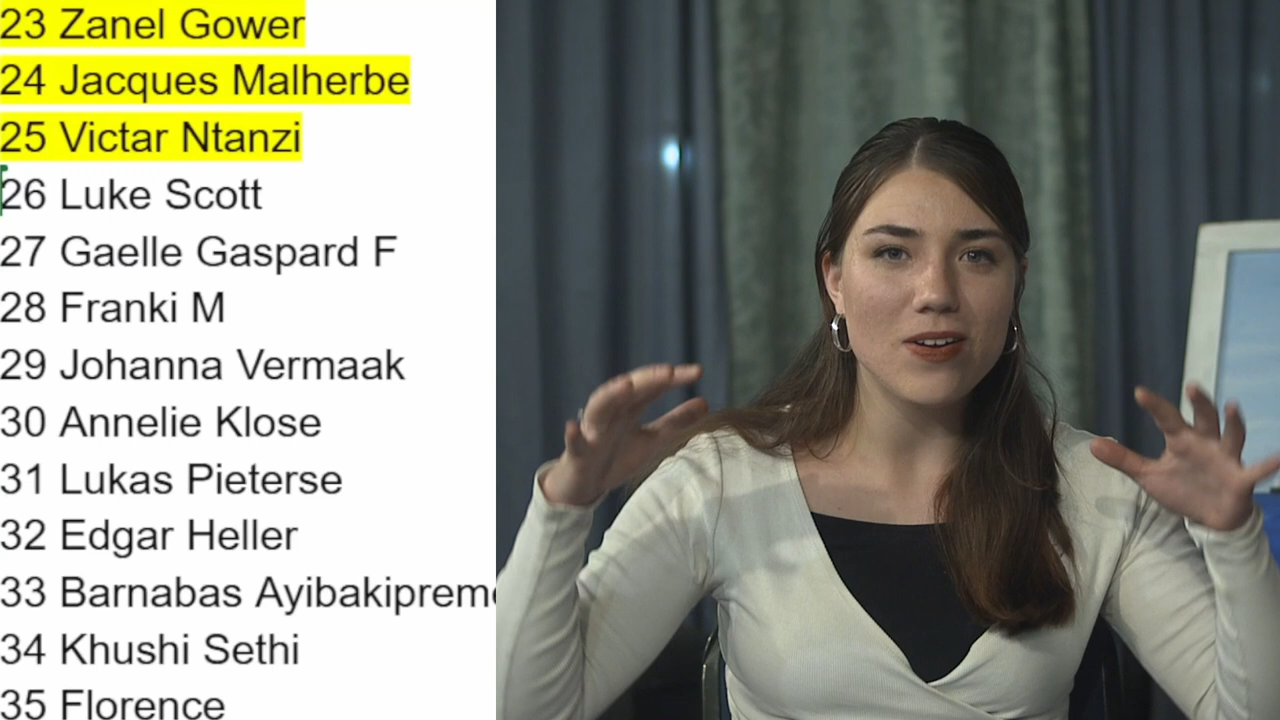 23 Zanel Gower
24 Jacques Malherbe
25 Victar Ntanzi
26 Luke Scott
27 Gaelle Gaspard F
28 Franki M
29 Johanna Vermaak
30 Annelie Klose
31 Lukas Pieterse
32 Edgar Heller
33 Barnabas
34 Khushi Sethi
35 Florence